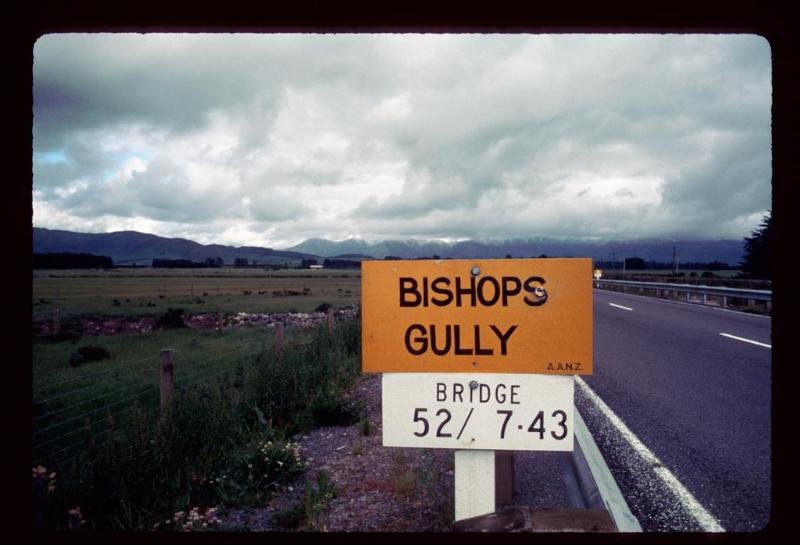 BISHOPS
GULLY
A.A.N.Z.
BRIDGE
52/ 7·43